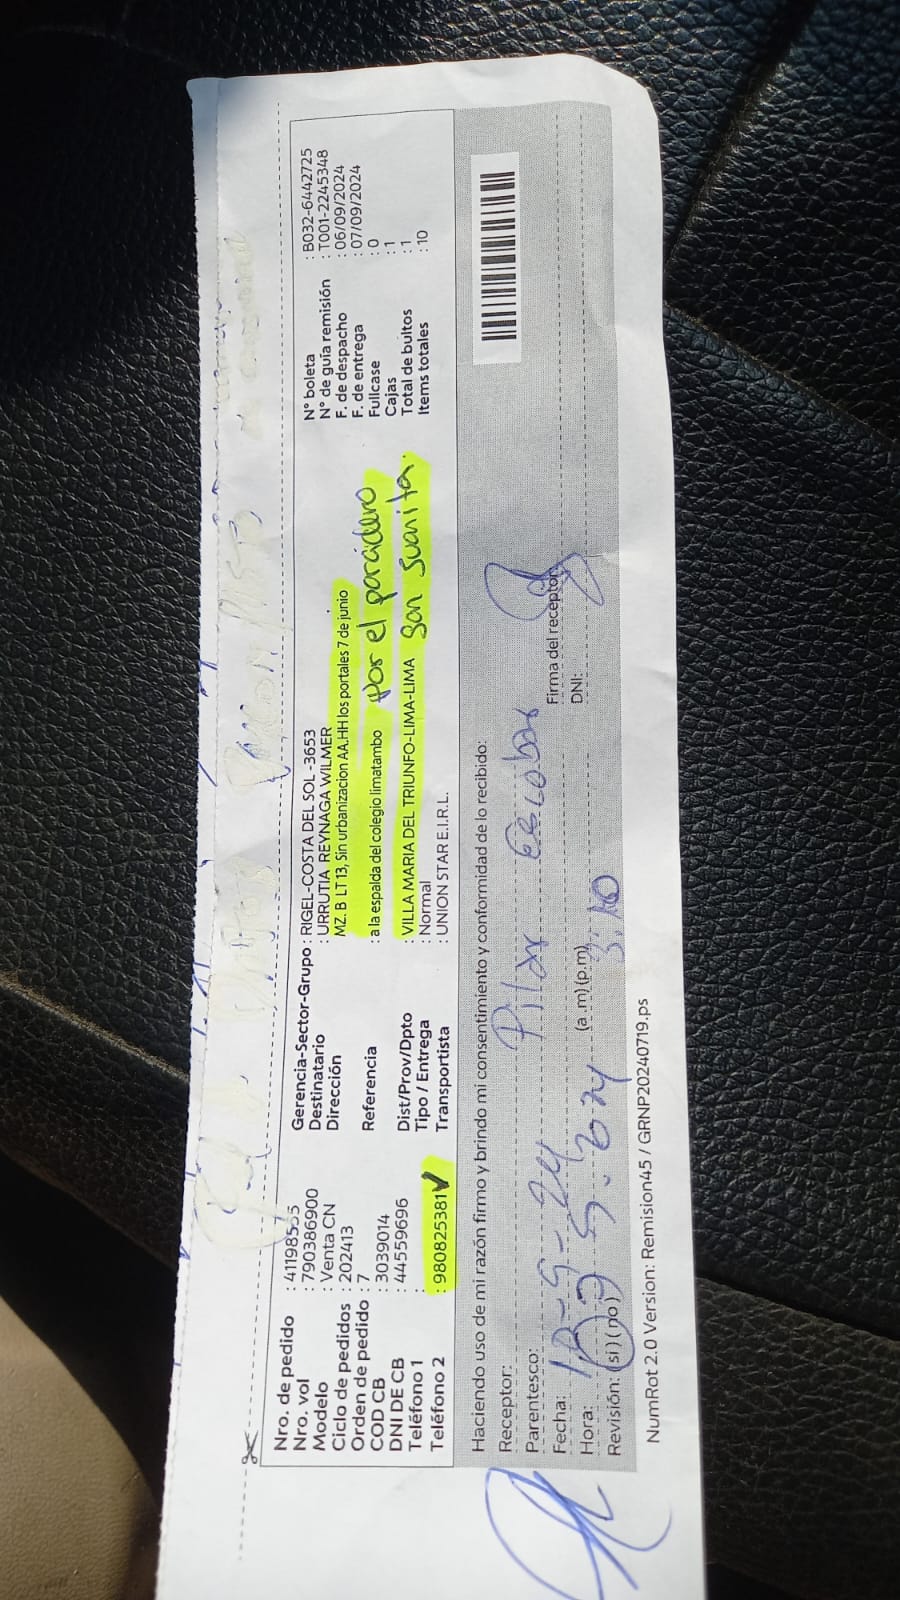 Nro. de pedido : 41198535
Nro. vol : 790386900
Modelo : Venta CN
Ciclo de pedidos : 202413
Orden de pedido : 7
COD CB : 3039014
DNI DE CB : 44559696
Teléfono 1 :
Teléfono 2 : 980825381 ✓
Gerencia-Sector-Grupo : RIGEL-COSTA DEL SOL -3653
Destinatario : URRUTIA REYNAGA WILMER
Dirección MZ. B LT 13, Sin urbanizacion AA.HH los portales 7 de junio
Referencia : a la espalda del colegio limatambo por el paradero
Dist/Prov/Dpto : VILLA MARIA DEL TRIUNFO-LIMA-LIMA San Juanita.
Tipo / Entrega : Normal
Transportista : UNION STAR E.I.R.L.
N° boleta : B032-6442725
N° de guía remisión : T001-2245348
F. de despacho : 06/09/2024
F. de entrega : 07/09/2024
Fullcase : 0
Cajas : 1
Total de bultos : 1
Items totales : 10
Haciendo uso de mi razón firmo y brindo mi consentimiento y conformidad de lo recibido:
Receptor: Pilar Escobar
Parentesco:
Fecha: 10-9-24
Hora: (a.m)(p.m) 3:10
Revisión: (si)(no)
Firma del receptor:
DNI:
NumRot 2.0 Version: Remision45 / GRNP20240719.ps